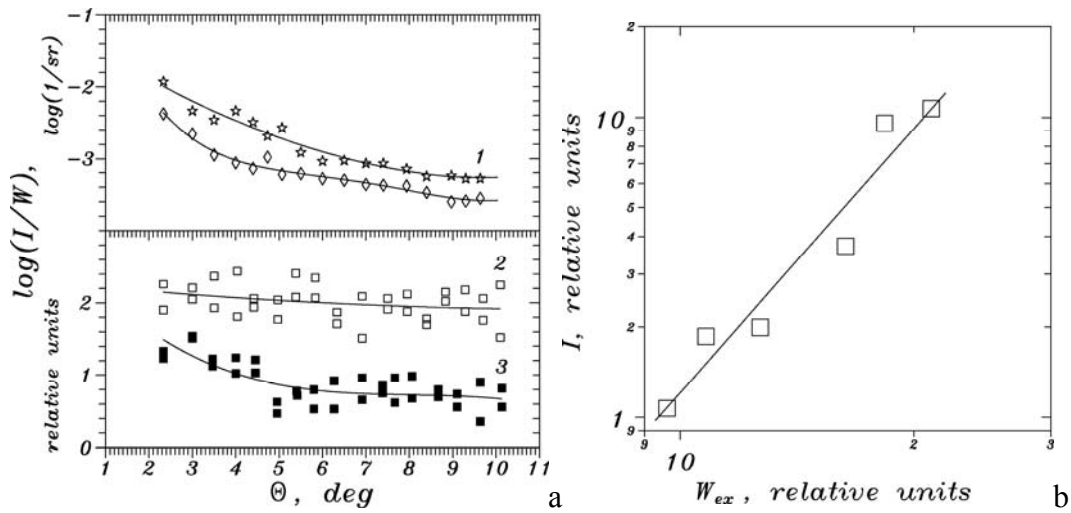 -1
-2
-3
log(1/sr)
1
log(I/W),
2
1
0
relative units
2
3
1 2 3 4 5 6 7 8 9 10 11
Θ, deg
a
2
10
9
8
7
6
5
4
3
2
1
9
I, relative units
9 10 2 3
W_ex, relative units
b